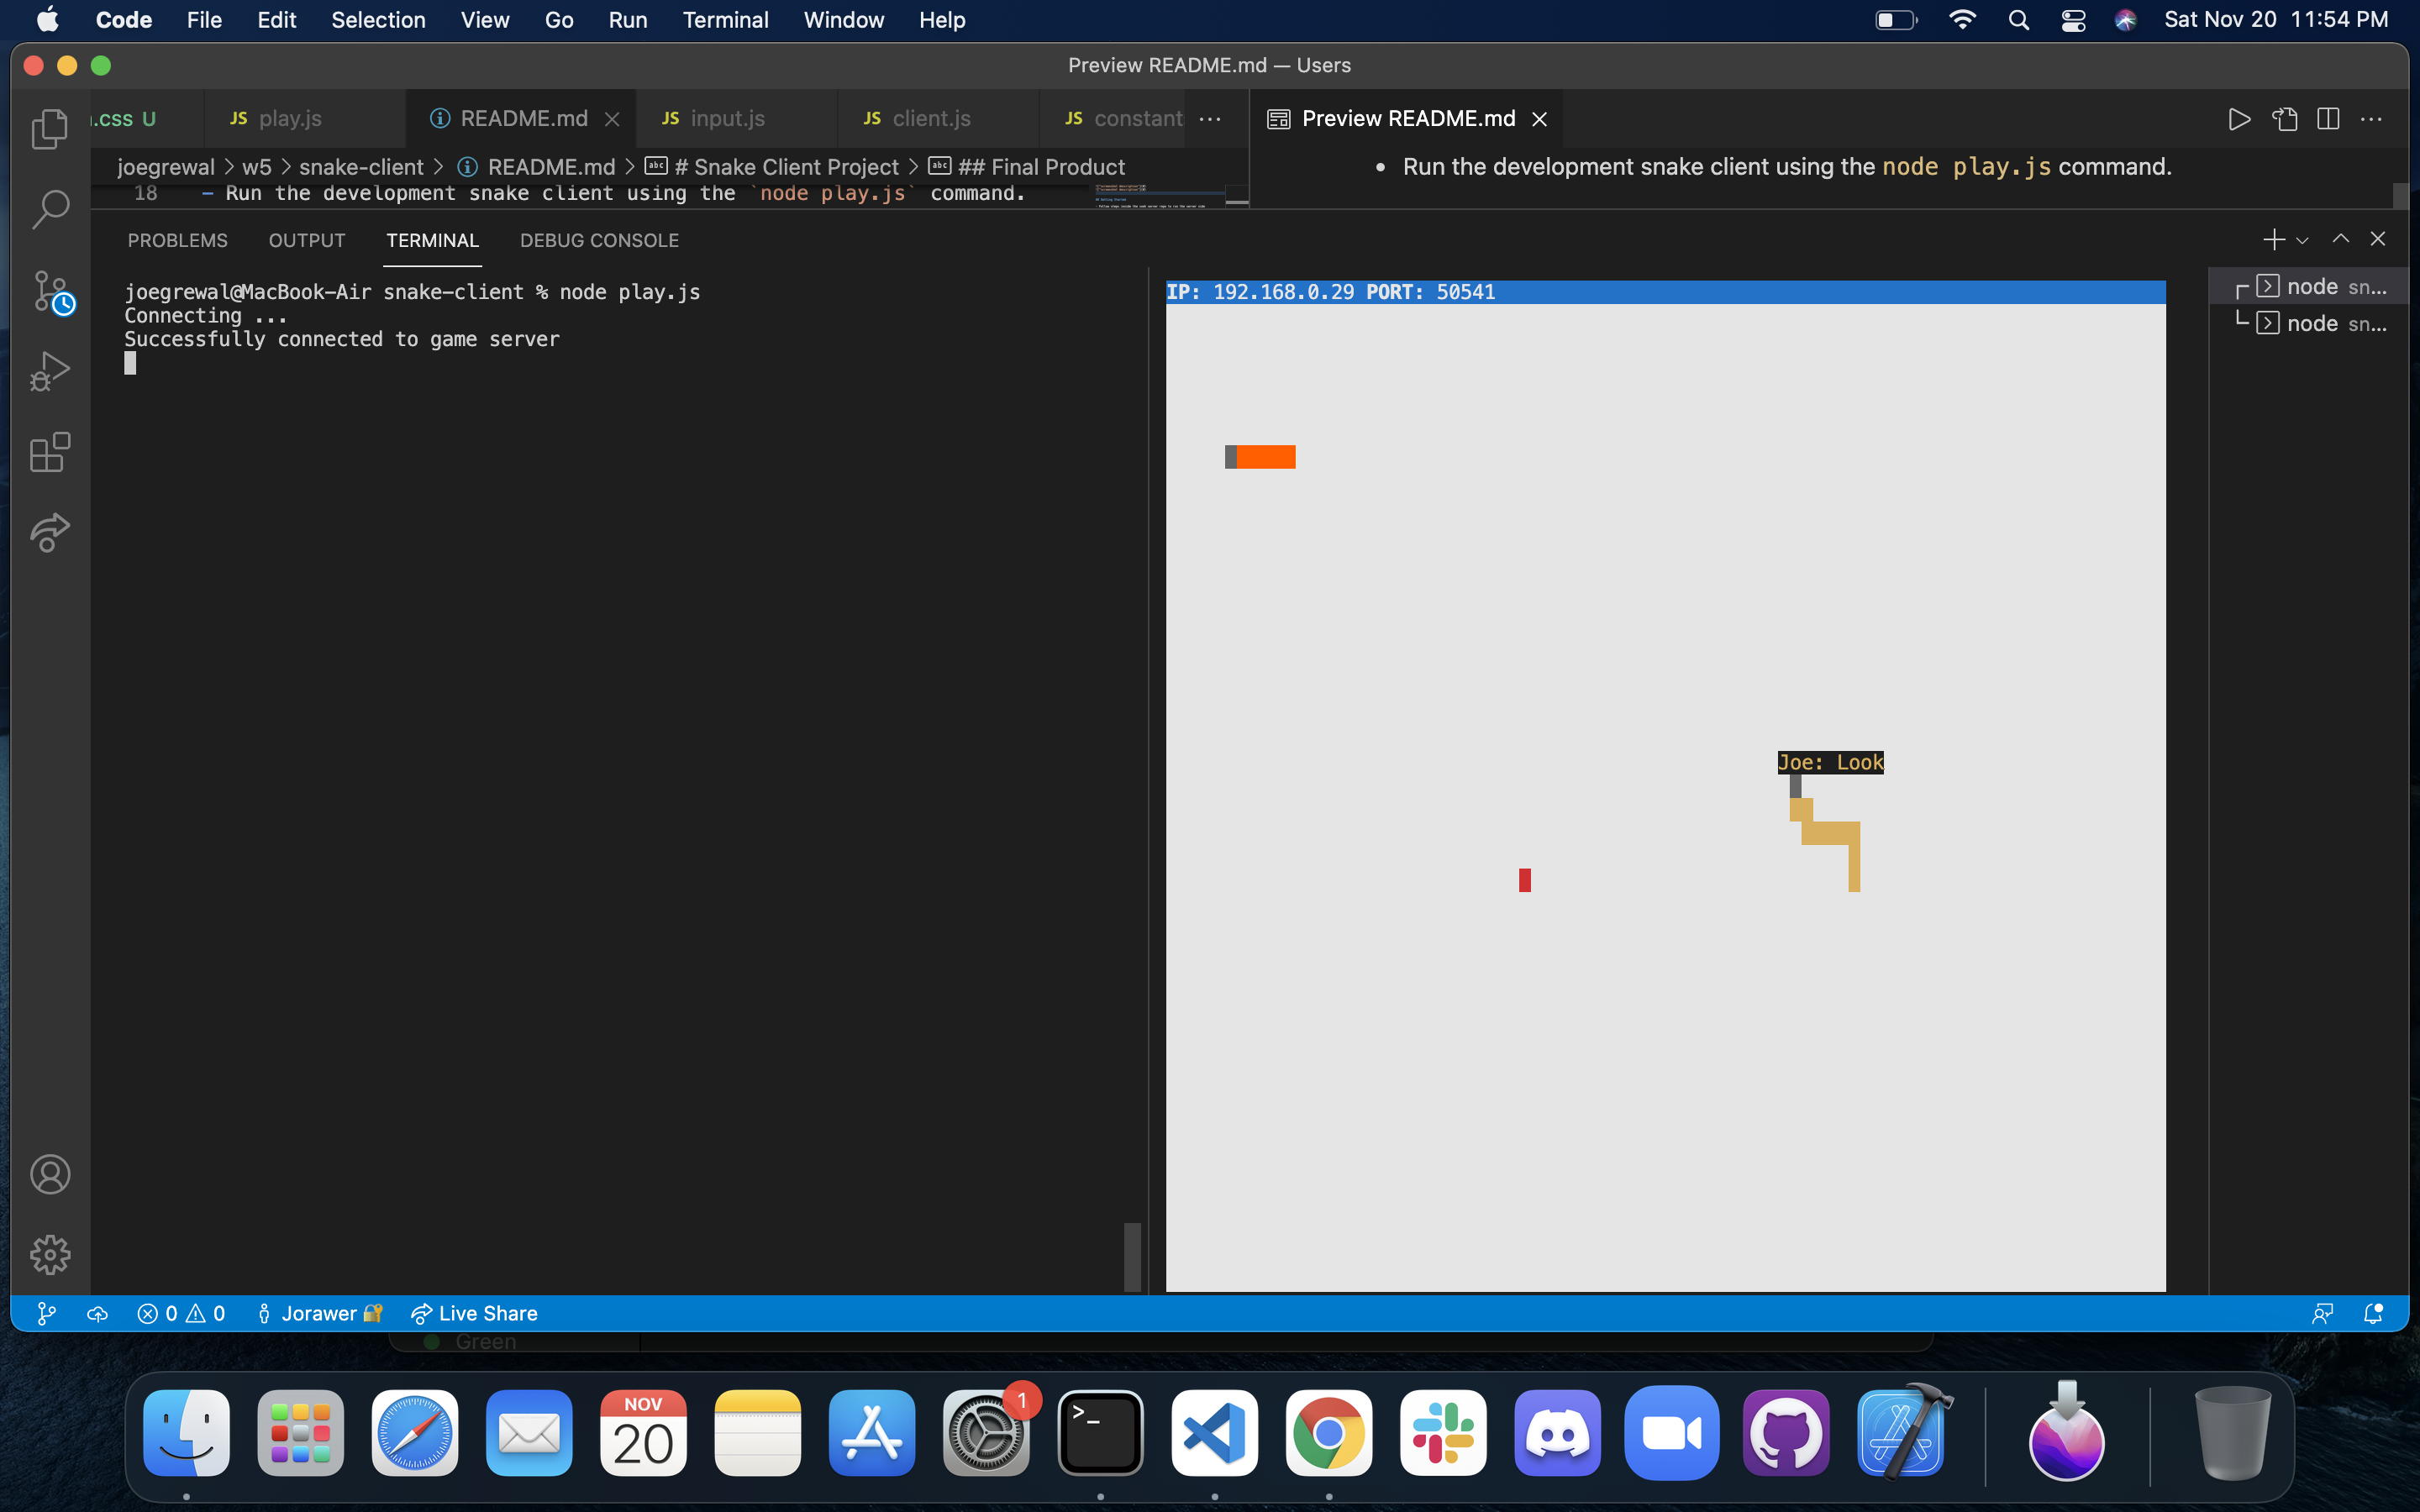 Code File Edit Selection View Go Run Terminal Window Help Sat Nov 20 11:54 PM
Preview README.md — Users
.css U JS play.js README.md JS input.js JS client.js JS constant ... Preview README.md
joegrewal > w5 > snake-client > README.md > abc # Snake Client Project > abc ## Final Product
• Run the development snake client using the node play.js command.
18 - Run the development snake client using the `node play.js` command.
PROBLEMS OUTPUT TERMINAL DEBUG CONSOLE
joegrewal@MacBook-Air snake-client % node play.js
Connecting ...
Successfully connected to game server
IP: 192.168.0.29 PORT: 50541
Joe: Look
node sn...
node sn...
0 0 Jorawer Live Share
Green
NOV
20
1
>_